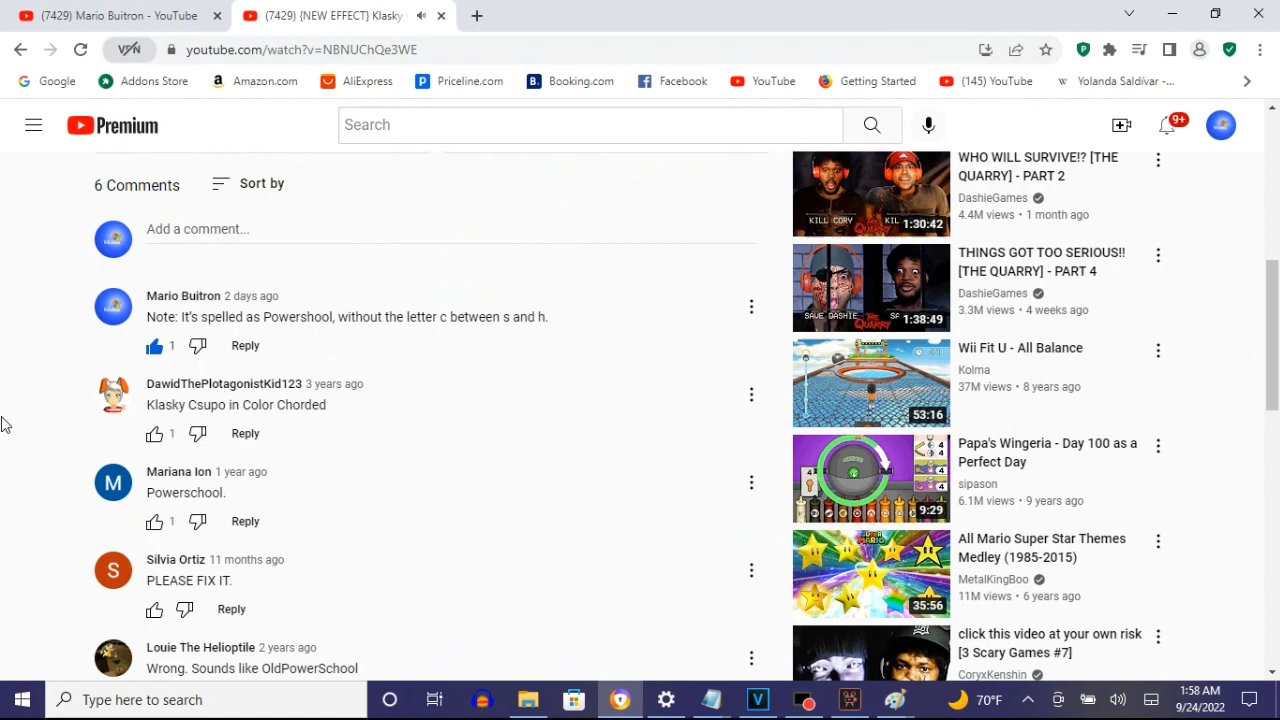 (7429) Mario Buitron - YouTube
(7429) {NEW EFFECT} Klasky
youtube.com/watch?v=NBNUChQe3WE
Google
Addons Store
Amazon.com
AliExpress
Priceline.com
Booking.com
Facebook
YouTube
Getting Started
(145) YouTube
Yolanda Saldívar -...
Premium
Search
9+
6 Comments
Sort by
Add a comment...
Mario Buitron 2 days ago
Note: It's spelled as Powershool, without the letter c between s and h.
1
Reply
DawidThePlotagonistKid123 3 years ago
Klasky Csupo in Color Chorded
1
Reply
Mariana Ion 1 year ago
Powerschool.
1
Reply
Silvia Ortiz 11 months ago
PLEASE FIX IT.
Reply
Louie The Helioptile 2 years ago
Wrong. Sounds like OldPowerSchool
KILL CORY
1:30:42
WHO WILL SURVIVE!? [THE
QUARRY] - PART 2
DashieGames
4.4M views • 1 month ago
SAVE DASHIE
1:38:49
THINGS GOT TOO SERIOUS!!
[THE QUARRY] - PART 4
DashieGames
3.3M views • 4 weeks ago
53:16
Wii Fit U - All Balance
Kolma
37M views • 8 years ago
9:29
Papa's Wingeria - Day 100 as a
Perfect Day
sipason
6.1M views • 9 years ago
SUPER MARIO
35:56
All Mario Super Star Themes
Medley (1985-2015)
MetalKingBoo
11M views • 6 years ago
click this video at your own risk
[3 Scary Games #7]
CoryxKenshin
Type here to search
70°F
1:58 AM
9/24/2022